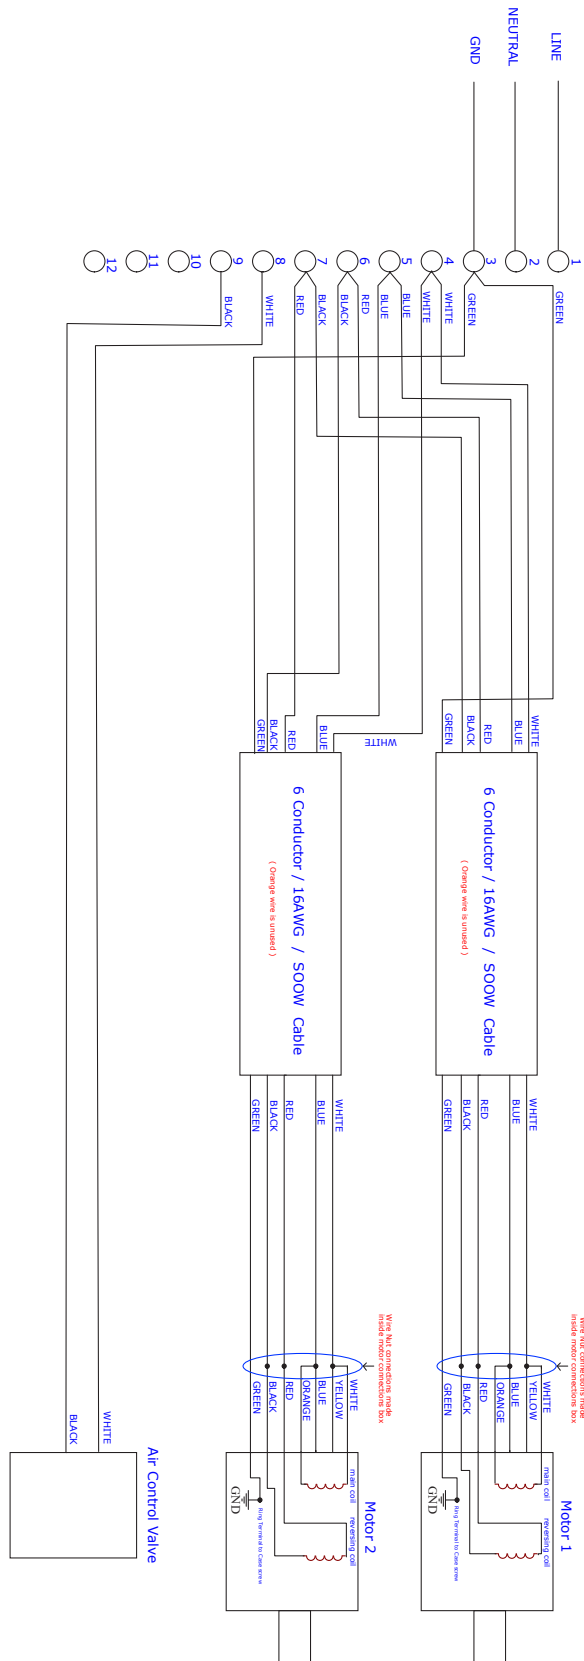 LINE
NEUTRAL
GND
1
2
3
4
5
6
7
8
9
10
11
12
GREEN
GREEN
WHITE
WHITE
BLUE
BLUE
RED
BLACK
BLACK
RED
WHITE
BLACK
WHITE
BLUE
RED
BLACK
GREEN
WHITE
BLUE
RED
BLACK
GREEN
6 Conductor / 16AWG / SOOW Cable
( Orange wire is unused )
6 Conductor / 16AWG / SOOW Cable
( Orange wire is unused )
WHITE
BLUE
RED
BLACK
GREEN
WHITE
BLUE
RED
BLACK
GREEN
Wire Nut connections made
inside motor connections box
Wire Nut connections made
inside motor connections box
WHITE
YELLOW
BLUE
ORANGE
RED
BLACK
GREEN
WHITE
YELLOW
BLUE
ORANGE
RED
BLACK
GREEN
Motor 1
main coil
reversing coil
GND
Ring Terminal to Case screw
Motor 2
main coil
reversing coil
GND
Ring Terminal to Case screw
WHITE
BLACK
Air Control Valve